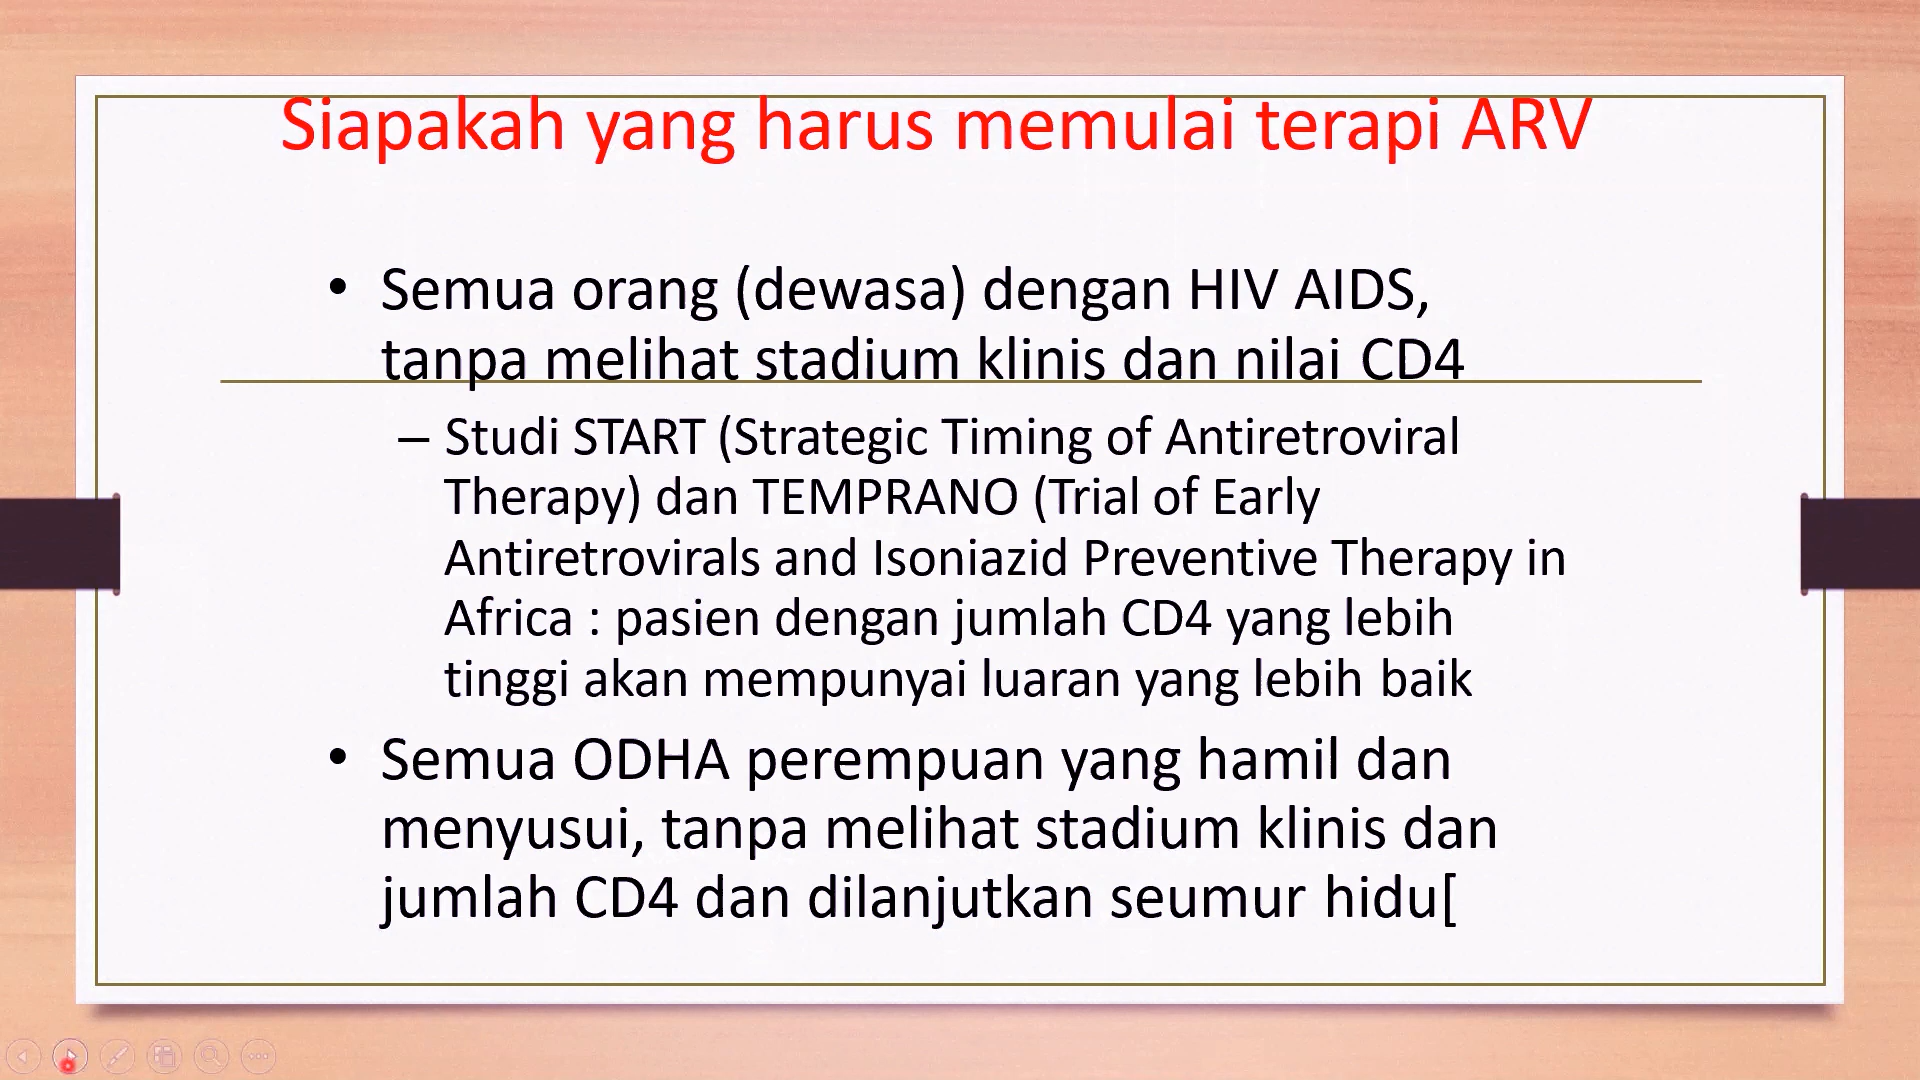 Siapakah yang harus memulai terapi ARV
• Semua orang (dewasa) dengan HIV AIDS,
tanpa melihat stadium klinis dan nilai CD4
– Studi START (Strategic Timing of Antiretroviral
Therapy) dan TEMPRANO (Trial of Early
Antiretrovirals and Isoniazid Preventive Therapy in
Africa : pasien dengan jumlah CD4 yang lebih
tinggi akan mempunyai luaran yang lebih baik
• Semua ODHA perempuan yang hamil dan
menyusui, tanpa melihat stadium klinis dan
jumlah CD4 dan dilanjutkan seumur hidu[